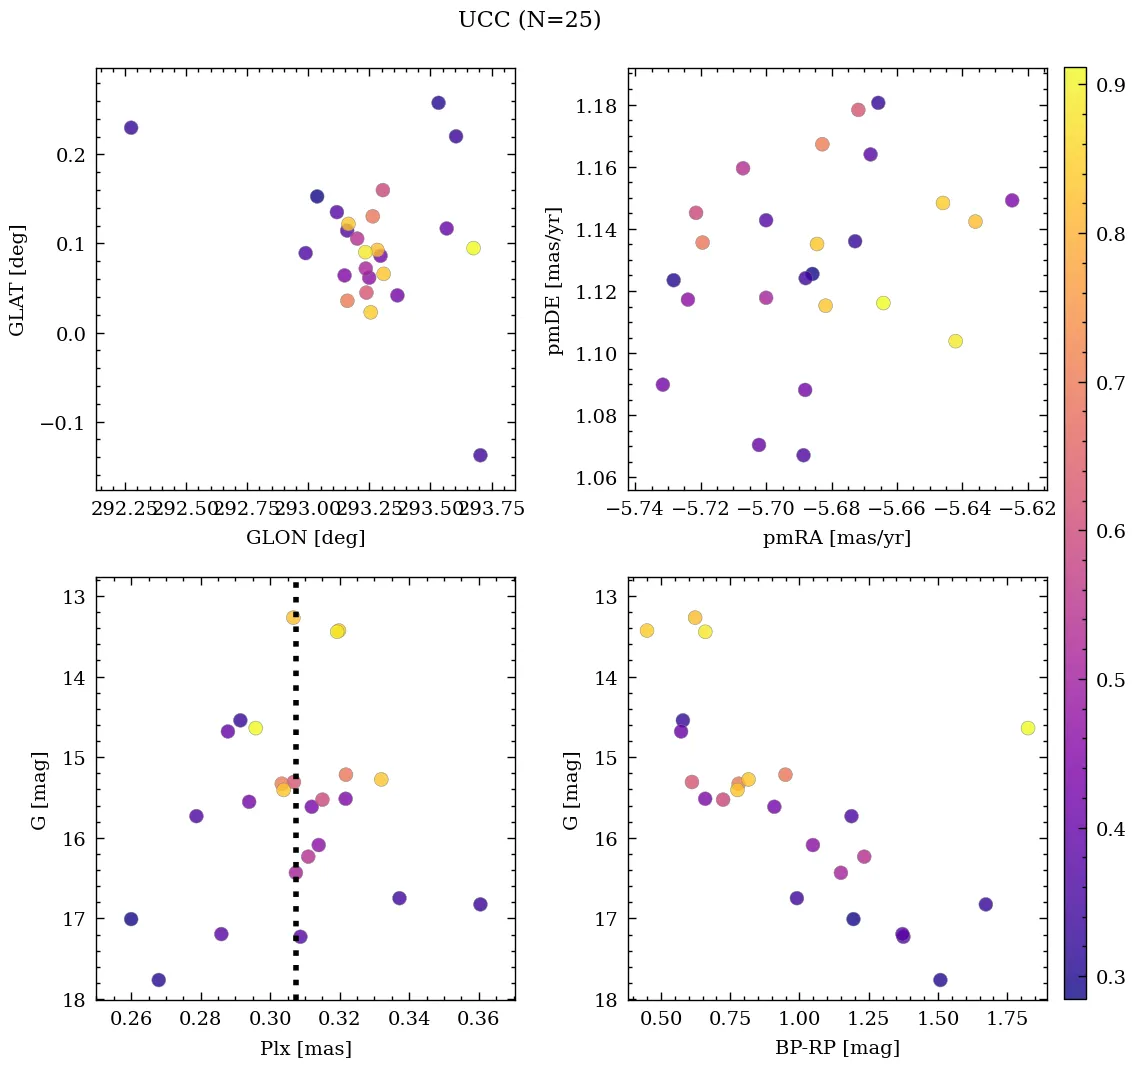 UCC (N=25)
0.2
0.1
0.0
−0.1
GLAT [deg]
292.25 292.50 292.75 293.00 293.25 293.50 293.75
GLON [deg]
1.18
1.16
1.14
1.12
1.10
1.08
1.06
pmDE [mas/yr]
−5.74 −5.72 −5.70 −5.68 −5.66 −5.64 −5.62
pmRA [mas/yr]
13
14
15
16
17
18
G [mag]
0.26 0.28 0.30 0.32 0.34 0.36
Plx [mas]
13
14
15
16
17
18
G [mag]
0.50 0.75 1.00 1.25 1.50 1.75
BP-RP [mag]
0.9
0.8
0.7
0.6
0.5
0.4
0.3